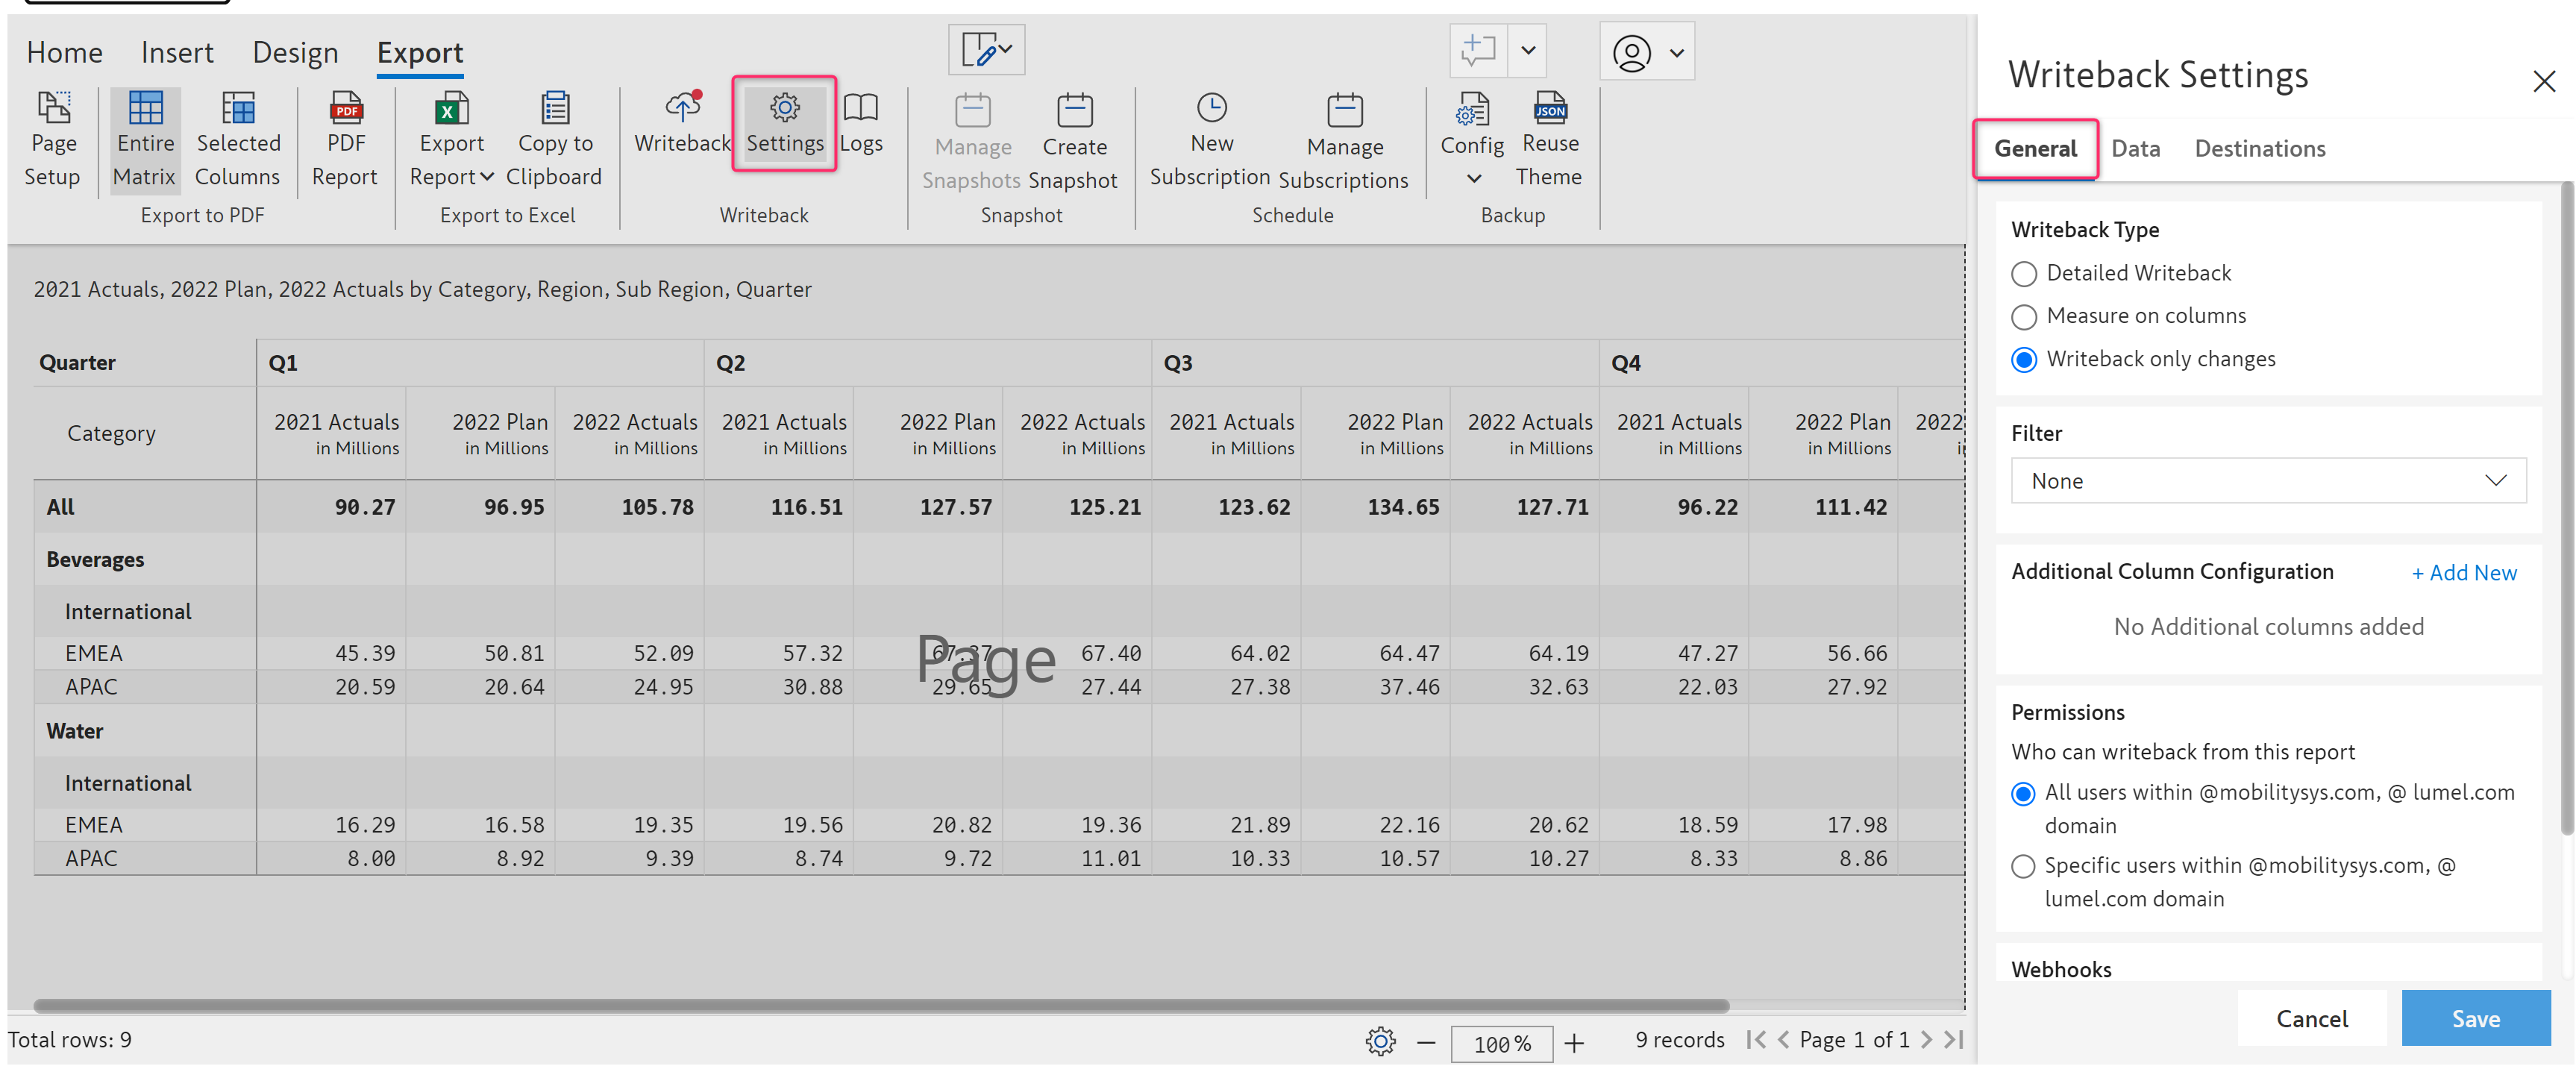 Home Insert Design Export
Page Setup
Entire Matrix
Selected Columns
PDF
PDF Report
X
Export Report
Copy to Clipboard
Writeback
Settings
Logs
Manage Snapshots
Create Snapshot
New Subscription
Manage Subscriptions
Config
JSON
Reuse Theme
Export to PDF
Export to Excel
Writeback
Snapshot
Schedule
Backup
2021 Actuals, 2022 Plan, 2022 Actuals by Category, Region, Sub Region, Quarter
Quarter Q1 Q2 Q3 Q4
Category 2021 Actuals 2022 Plan 2022 Actuals 2021 Actuals 2022 Plan 2022 Actuals 2021 Actuals 2022 Plan 2022 Actuals 2021 Actuals 2022 Plan 2022
in Millions in Millions in Millions in Millions in Millions in Millions in Millions in Millions in Millions in Millions in Millions
All 90.27 96.95 105.78 116.51 127.57 125.21 123.62 134.65 127.71 96.22 111.42
Beverages
International
EMEA 45.39 50.81 52.09 57.32 67.40 64.02 64.47 64.19 47.27 56.66
APAC 20.59 20.64 24.95 30.88 29.65 27.44 27.38 37.46 32.63 22.03 27.92
Page
Water
International
EMEA 16.29 16.58 19.35 19.56 20.82 19.36 21.89 22.16 20.62 18.59 17.98
APAC 8.00 8.92 9.39 8.74 9.72 11.01 10.33 10.57 10.27 8.33 8.86
Total rows: 9
100 %
9 records
Page 1 of 1
Writeback Settings
General Data Destinations
Writeback Type
Detailed Writeback
Measure on columns
Writeback only changes
Filter
None
Additional Column Configuration + Add New
No Additional columns added
Permissions
Who can writeback from this report
All users within @mobilitysys.com, @ lumel.com
domain
Specific users within @mobilitysys.com, @
lumel.com domain
Webhooks
Cancel Save